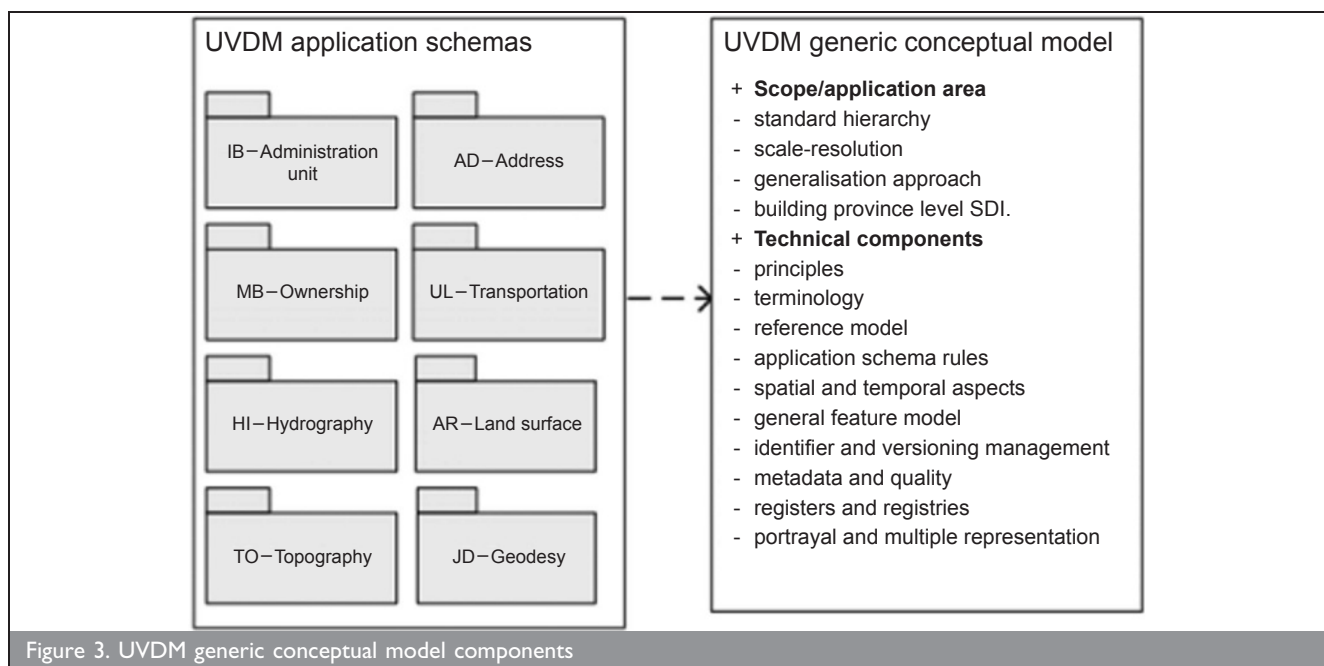 UVDM application schemas
IB–Administration
unit
AD–Address
MB–Ownership
UL–Transportation
HI–Hydrography
AR–Land surface
TO–Topography
JD–Geodesy
UVDM generic conceptual model
+ Scope/application area
- standard hierarchy
- scale-resolution
- generalisation approach
- building province level SDI.
+ Technical components
- principles
- terminology
- reference model
- application schema rules
- spatial and temporal aspects
- general feature model
- identifier and versioning management
- metadata and quality
- registers and registries
- portrayal and multiple representation
Figure 3. UVDM generic conceptual model components